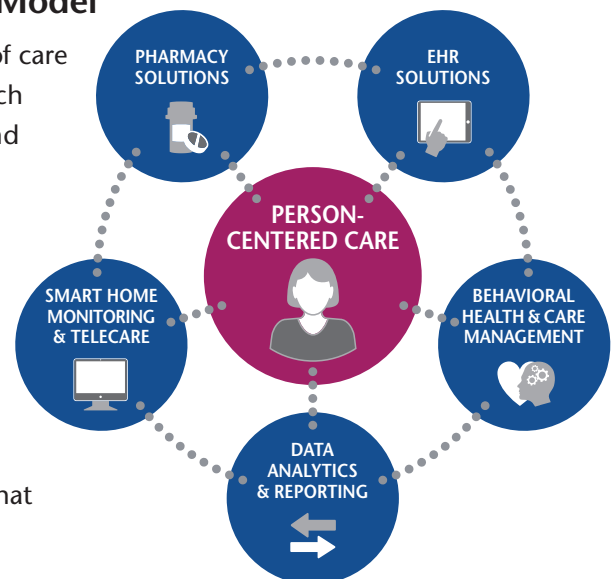 Model
of care
ch
nd
PHARMACY
SOLUTIONS
EHR
SOLUTIONS
PERSON-
CENTERED CARE
SMART HOME
MONITORING
& TELECARE
BEHAVIORAL
HEALTH & CARE
MANAGEMENT
DATA
ANALYTICS
& REPORTING
hat